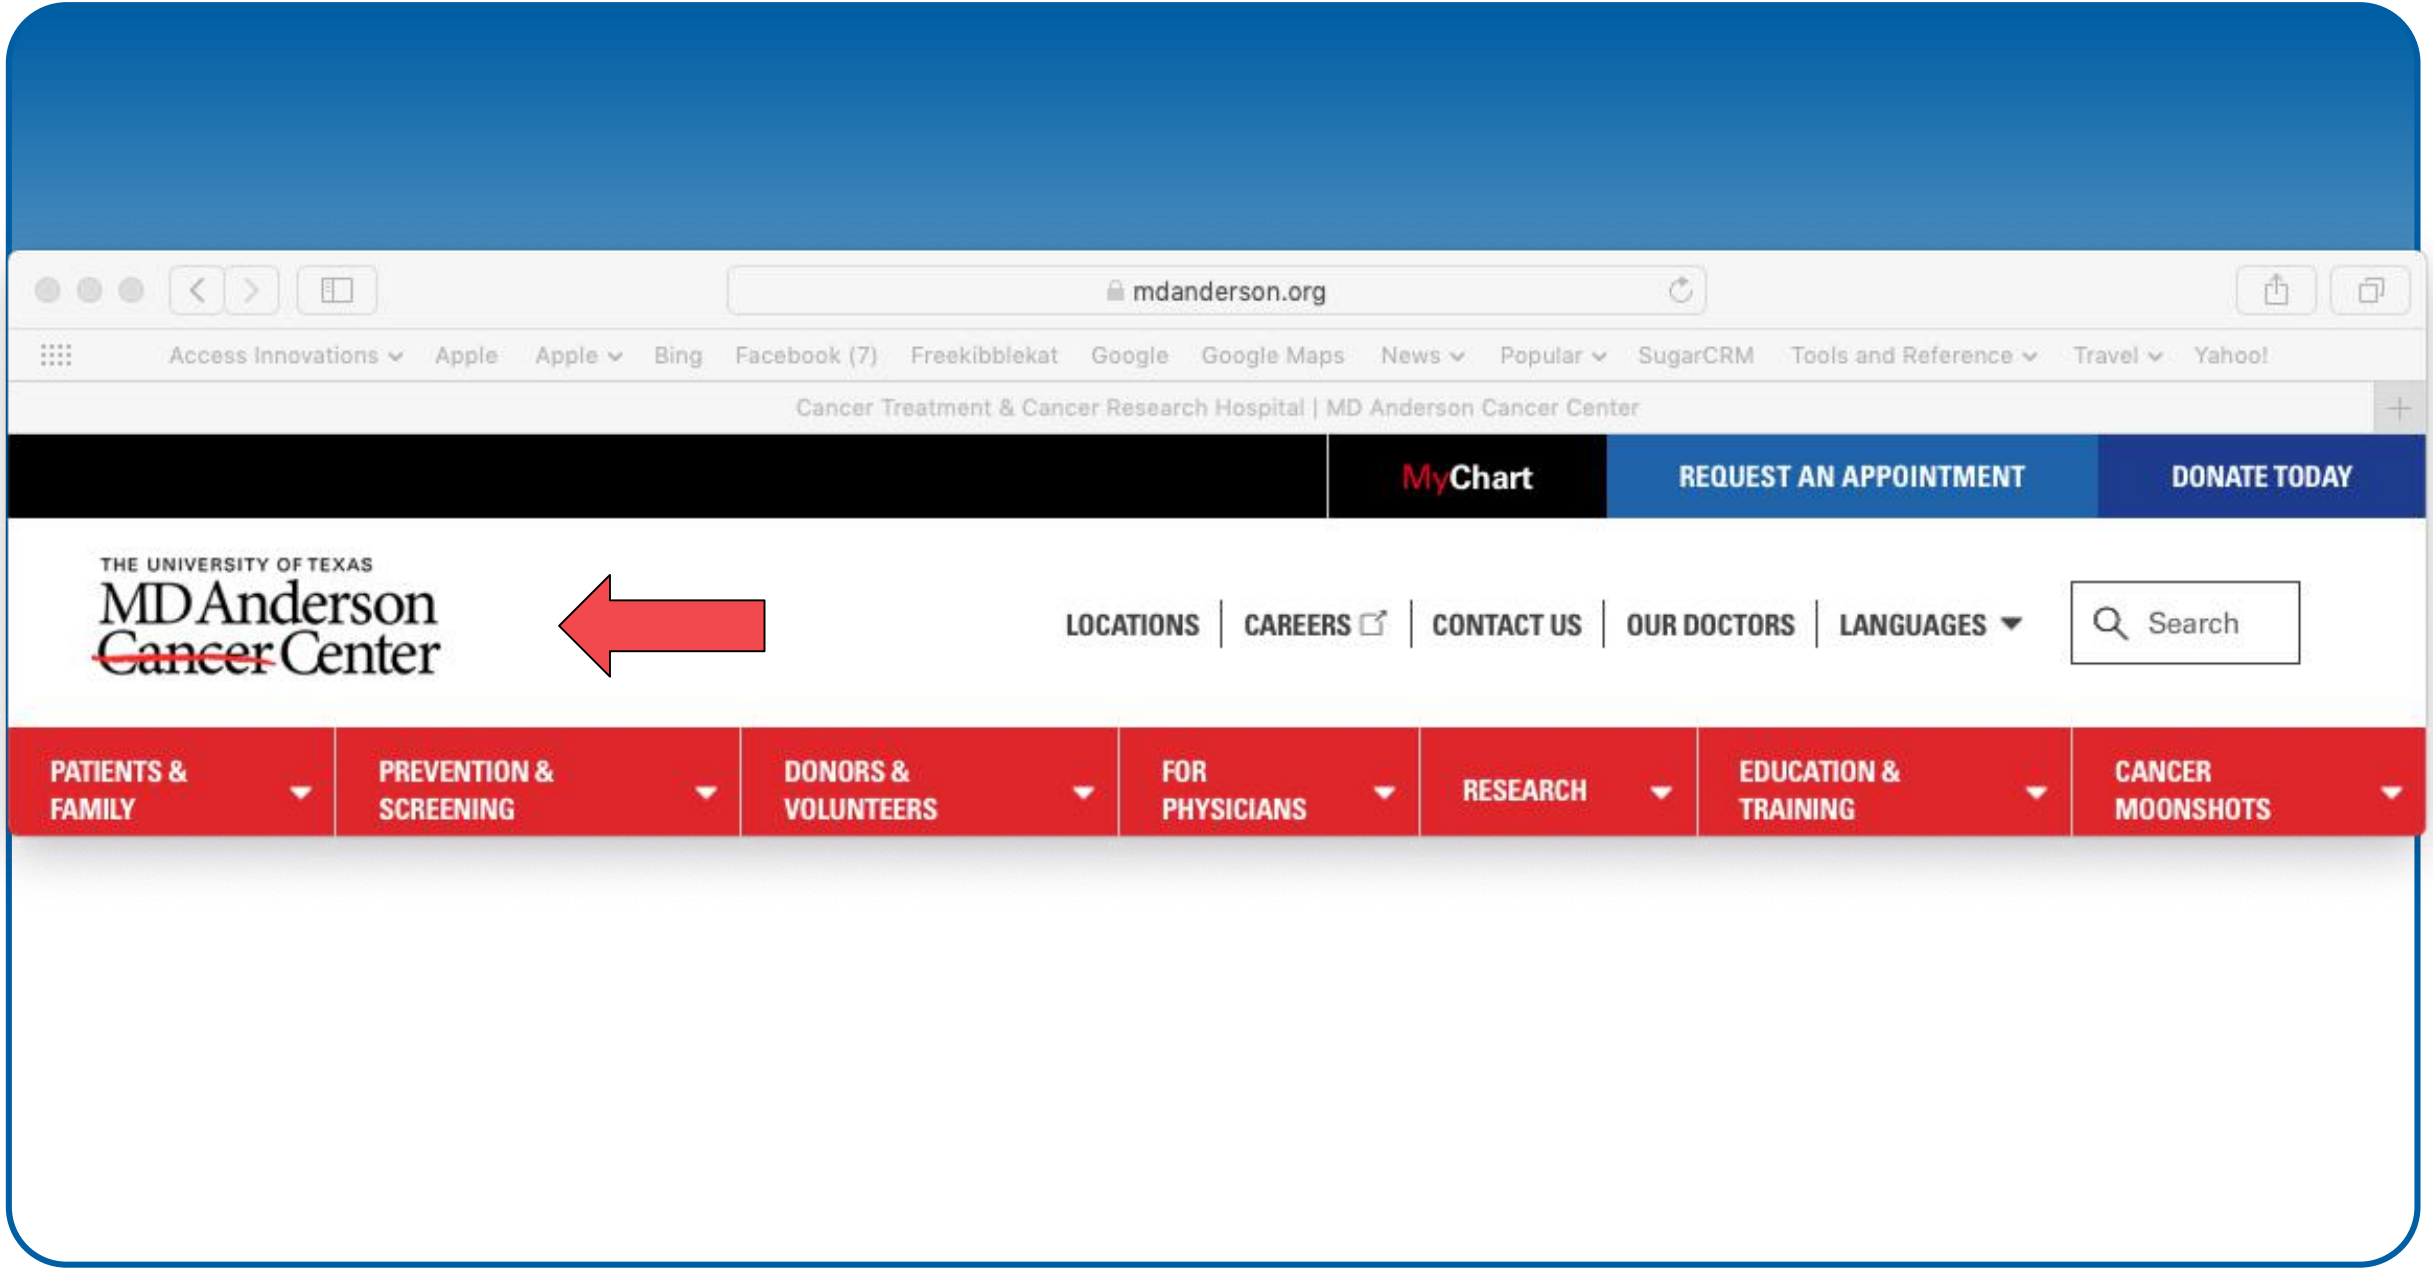 mdanderson.org
Access Innovations Apple Apple Bing Facebook (7) Freekibblekat Google Google Maps News Popular SugarCRM Tools and Reference Travel Yahoo!
Cancer Treatment & Cancer Research Hospital | MD Anderson Cancer Center
MyChart REQUEST AN APPOINTMENT DONATE TODAY
THE UNIVERSITY OF TEXAS
MD Anderson
Cancer Center
LOCATIONS | CAREERS | CONTACT US | OUR DOCTORS | LANGUAGES Search
PATIENTS &
FAMILY
PREVENTION &
SCREENING
DONORS &
VOLUNTEERS
FOR
PHYSICIANS
RESEARCH
EDUCATION &
TRAINING
CANCER
MOONSHOTS